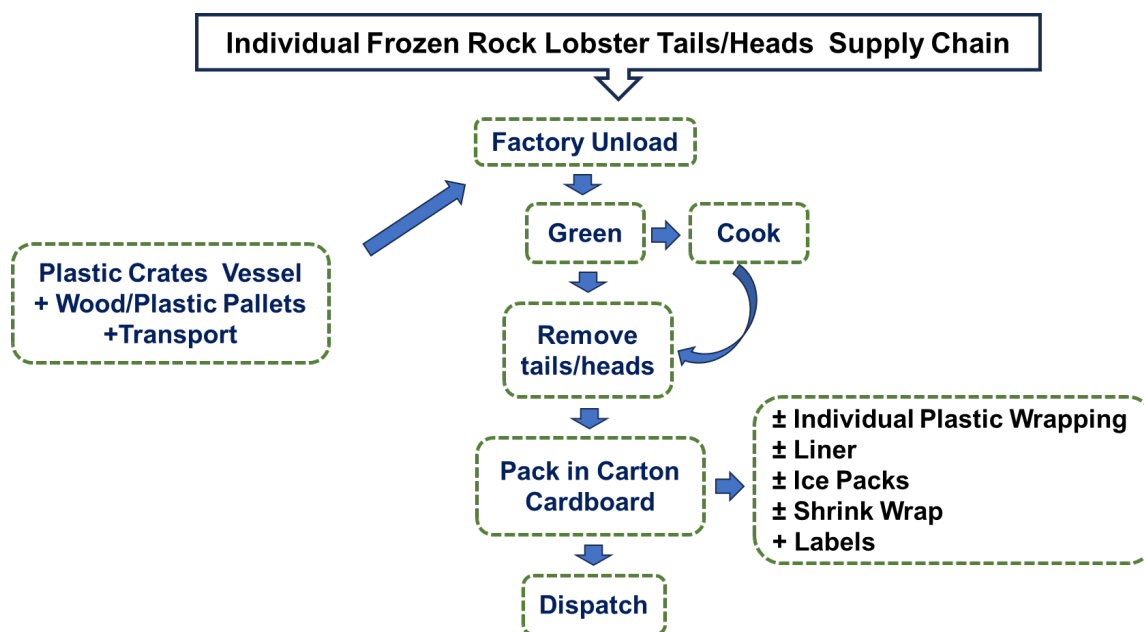 Individual Frozen Rock Lobster Tails/Heads Supply Chain
Factory Unload
Green
Cook
Plastic Crates Vessel
+ Wood/Plastic Pallets
+Transport
Remove
tails/heads
Pack in Carton
Cardboard
± Individual Plastic Wrapping
± Liner
± Ice Packs
± Shrink Wrap
+ Labels
Dispatch